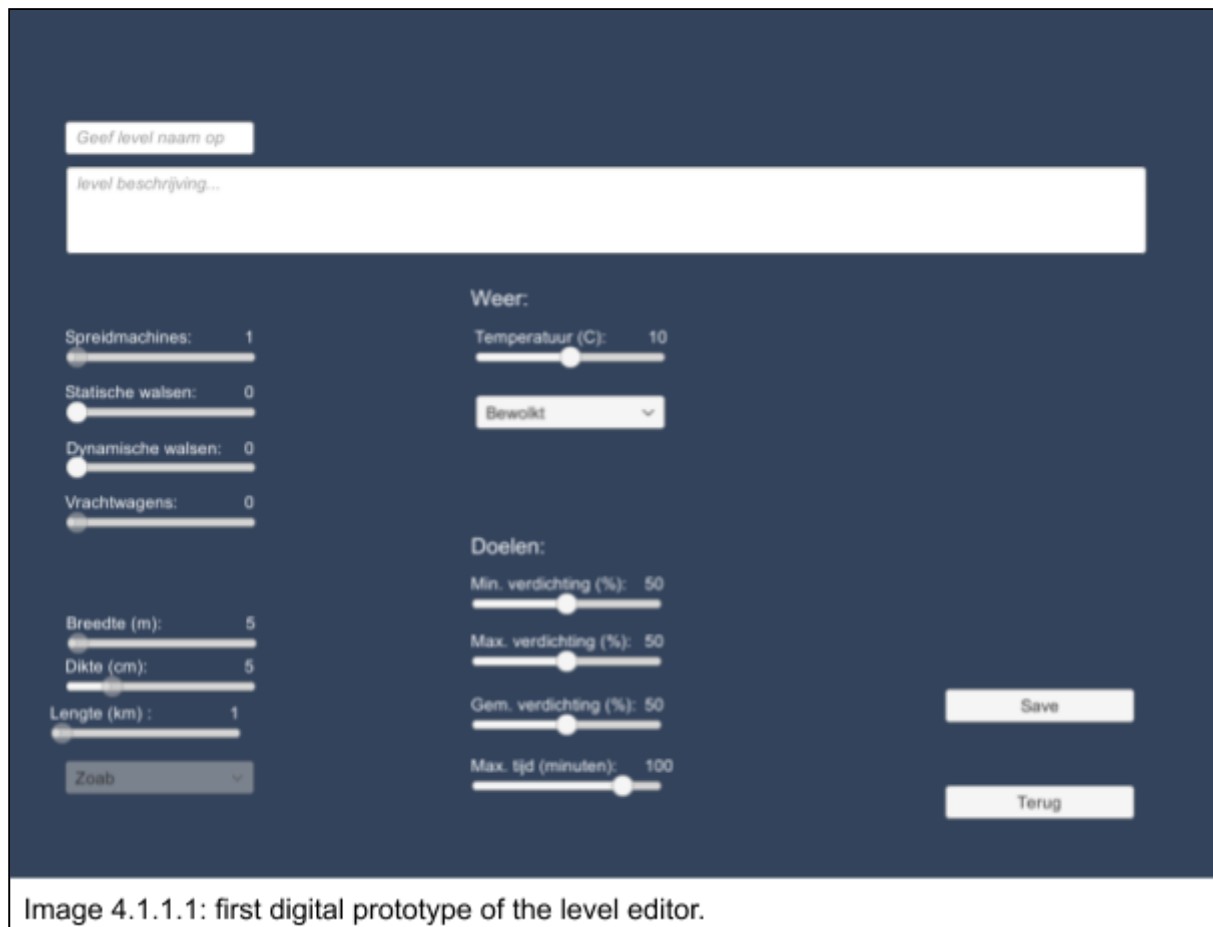 Geef level naam op
level beschrijving...
Spreidmachines: 1
Statische walsen: 0
Dynamische walsen: 0
Vrachtwagens: 0
Breedte (m): 5
Dikte (cm): 5
Lengte (km) : 1
Zoab
Weer:
Temperatuur (C): 10
Bewolkt
Doelen:
Min. verdichting (%): 50
Max. verdichting (%): 50
Gem. verdichting (%): 50
Max. tijd (minuten): 100
Save
Terug
Image 4.1.1.1: first digital prototype of the level editor.